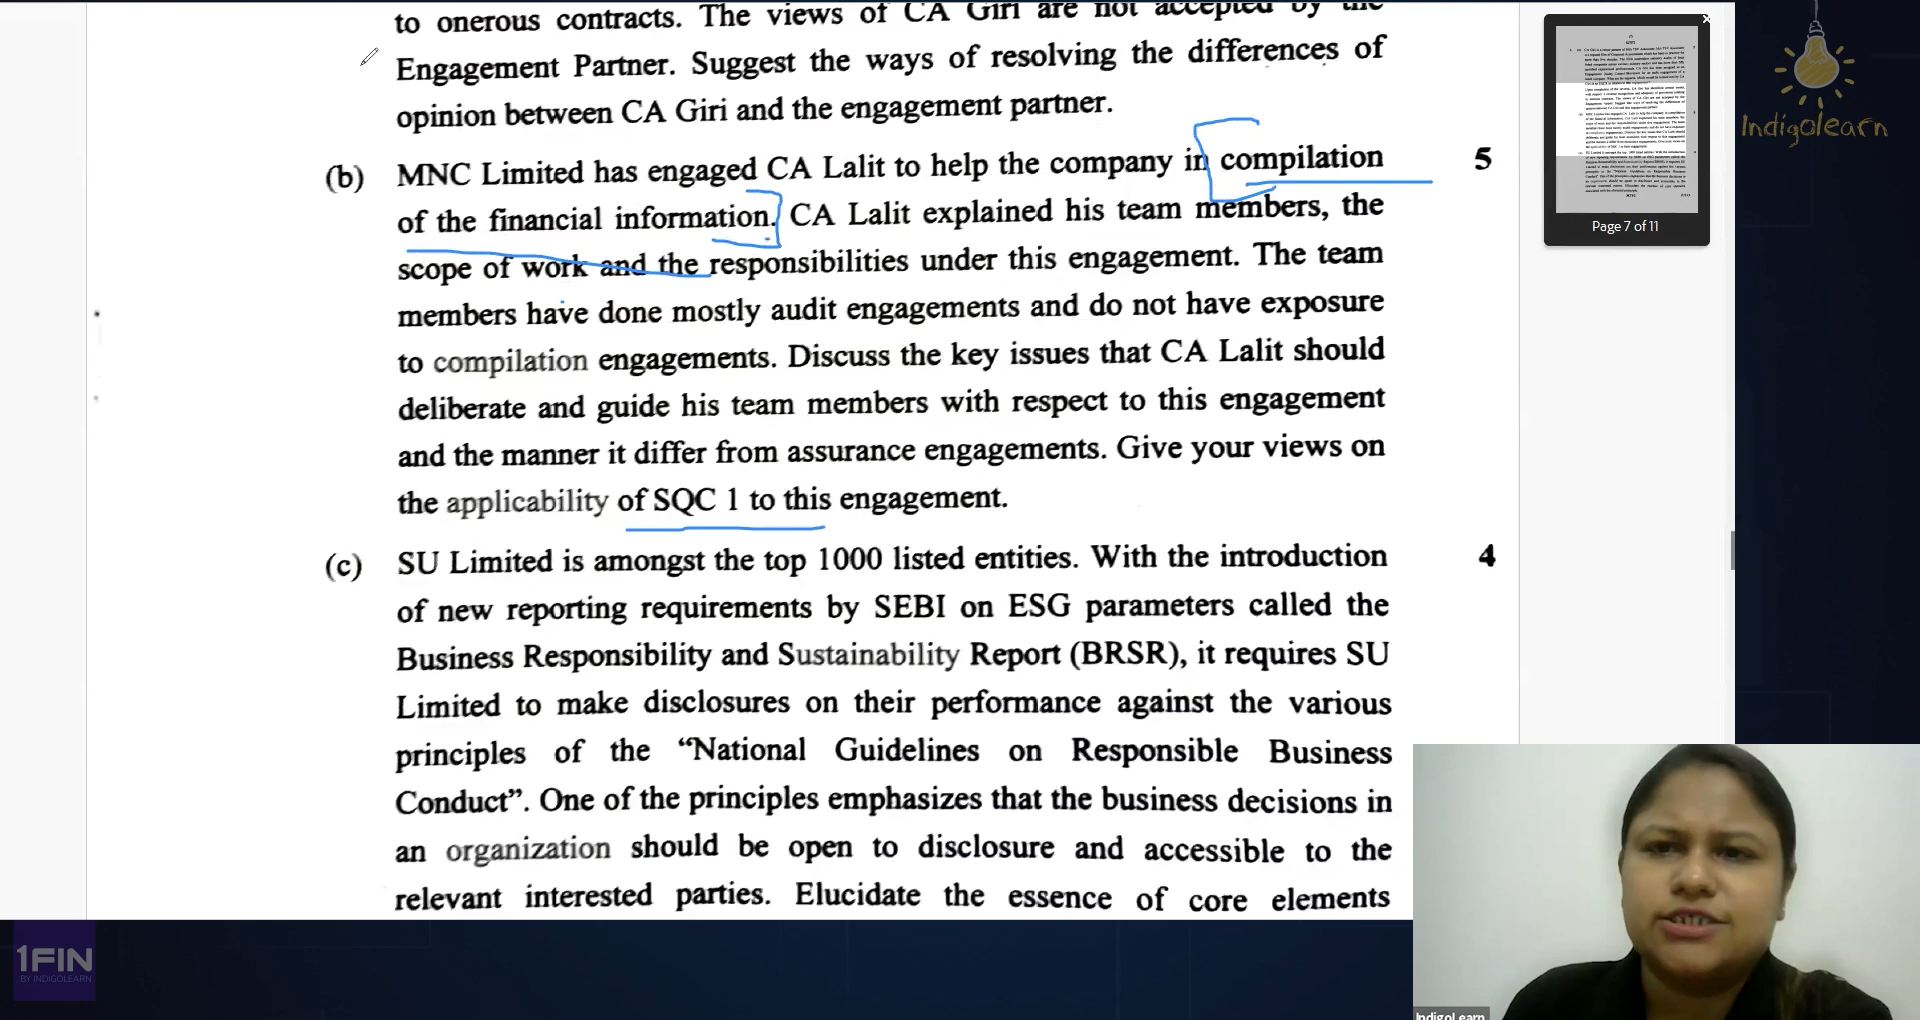 to onerous contracts. The views of CA Giri are not accepted by the
Engagement Partner. Suggest the ways of resolving the differences of
opinion between CA Giri and the engagement partner.
(b) MNC Limited has engaged CA Lalit to help the company in compilation 5
of the financial information. CA Lalit explained his team members, the
scope of work and the responsibilities under this engagement. The team
members have done mostly audit engagements and do not have exposure
to compilation engagements. Discuss the key issues that CA Lalit should
deliberate and guide his team members with respect to this engagement
and the manner it differ from assurance engagements. Give your views on
the applicability of SQC 1 to this engagement.
(c) SU Limited is amongst the top 1000 listed entities. With the introduction 4
of new reporting requirements by SEBI on ESG parameters called the
Business Responsibility and Sustainability Report (BRSR), it requires SU
Limited to make disclosures on their performance against the various
principles of the “National Guidelines on Responsible Business
Conduct”. One of the principles emphasizes that the business decisions in
an organization should be open to disclosure and accessible to the
relevant interested parties. Elucidate the essence of core elements
Page 7 of 11
Indigolearn
1FIN
BY INDIGOLEARN
IndigoLearn